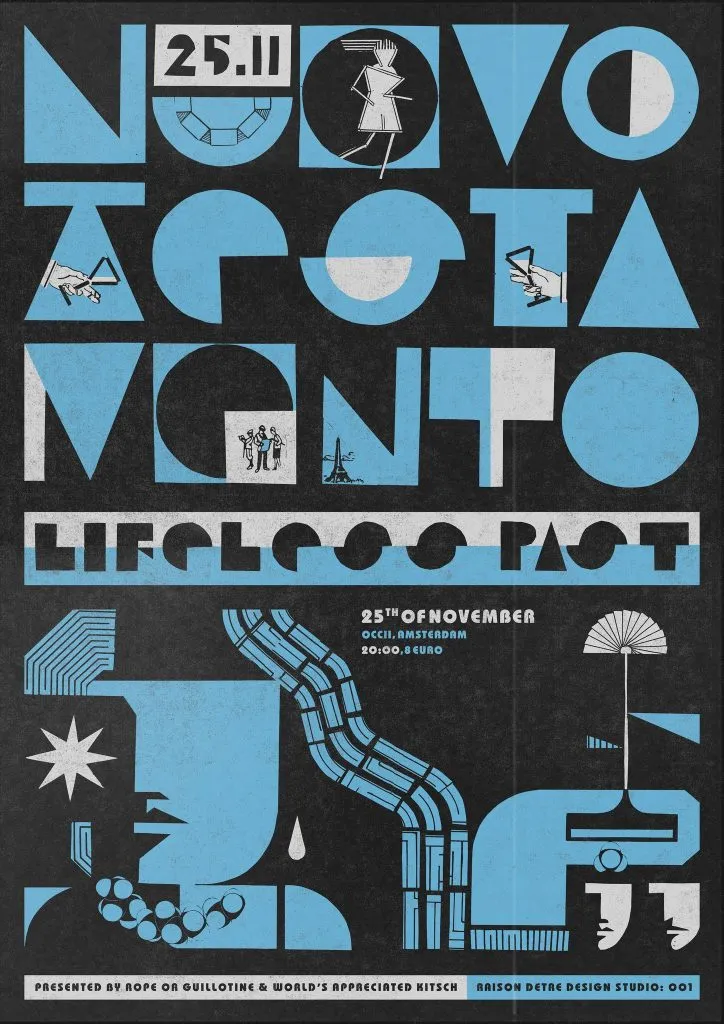 25.11
NUOVO
TESTA
MENTO
LIFELESS PAST
25TH OF NOVEMBER
OCCII, AMSTERDAM
20:00, 8 EURO
PRESENTED BY ROPE OR GUILLOTINE & WORLD'S APPRECIATED KITSCH
RAISON DETRE DESIGN STUDIO: 001